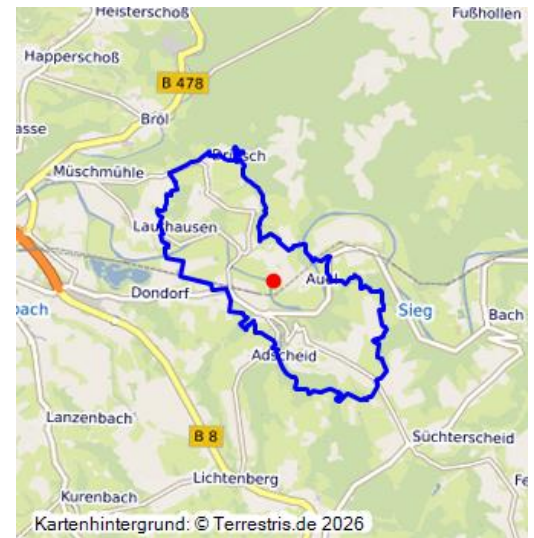 Heisterschoß
Fußhollen
Happerschoß
B 478
Bröl
asse
Müschmühle
Lauthausen
Dondorf
Sieg
bach
Bach
Adscheid
Lanzenbach
B 8
Süchterscheid
Lichtenberg
Fe
Kurenbach
Kartenhintergrund: © Terrestris.de 2026